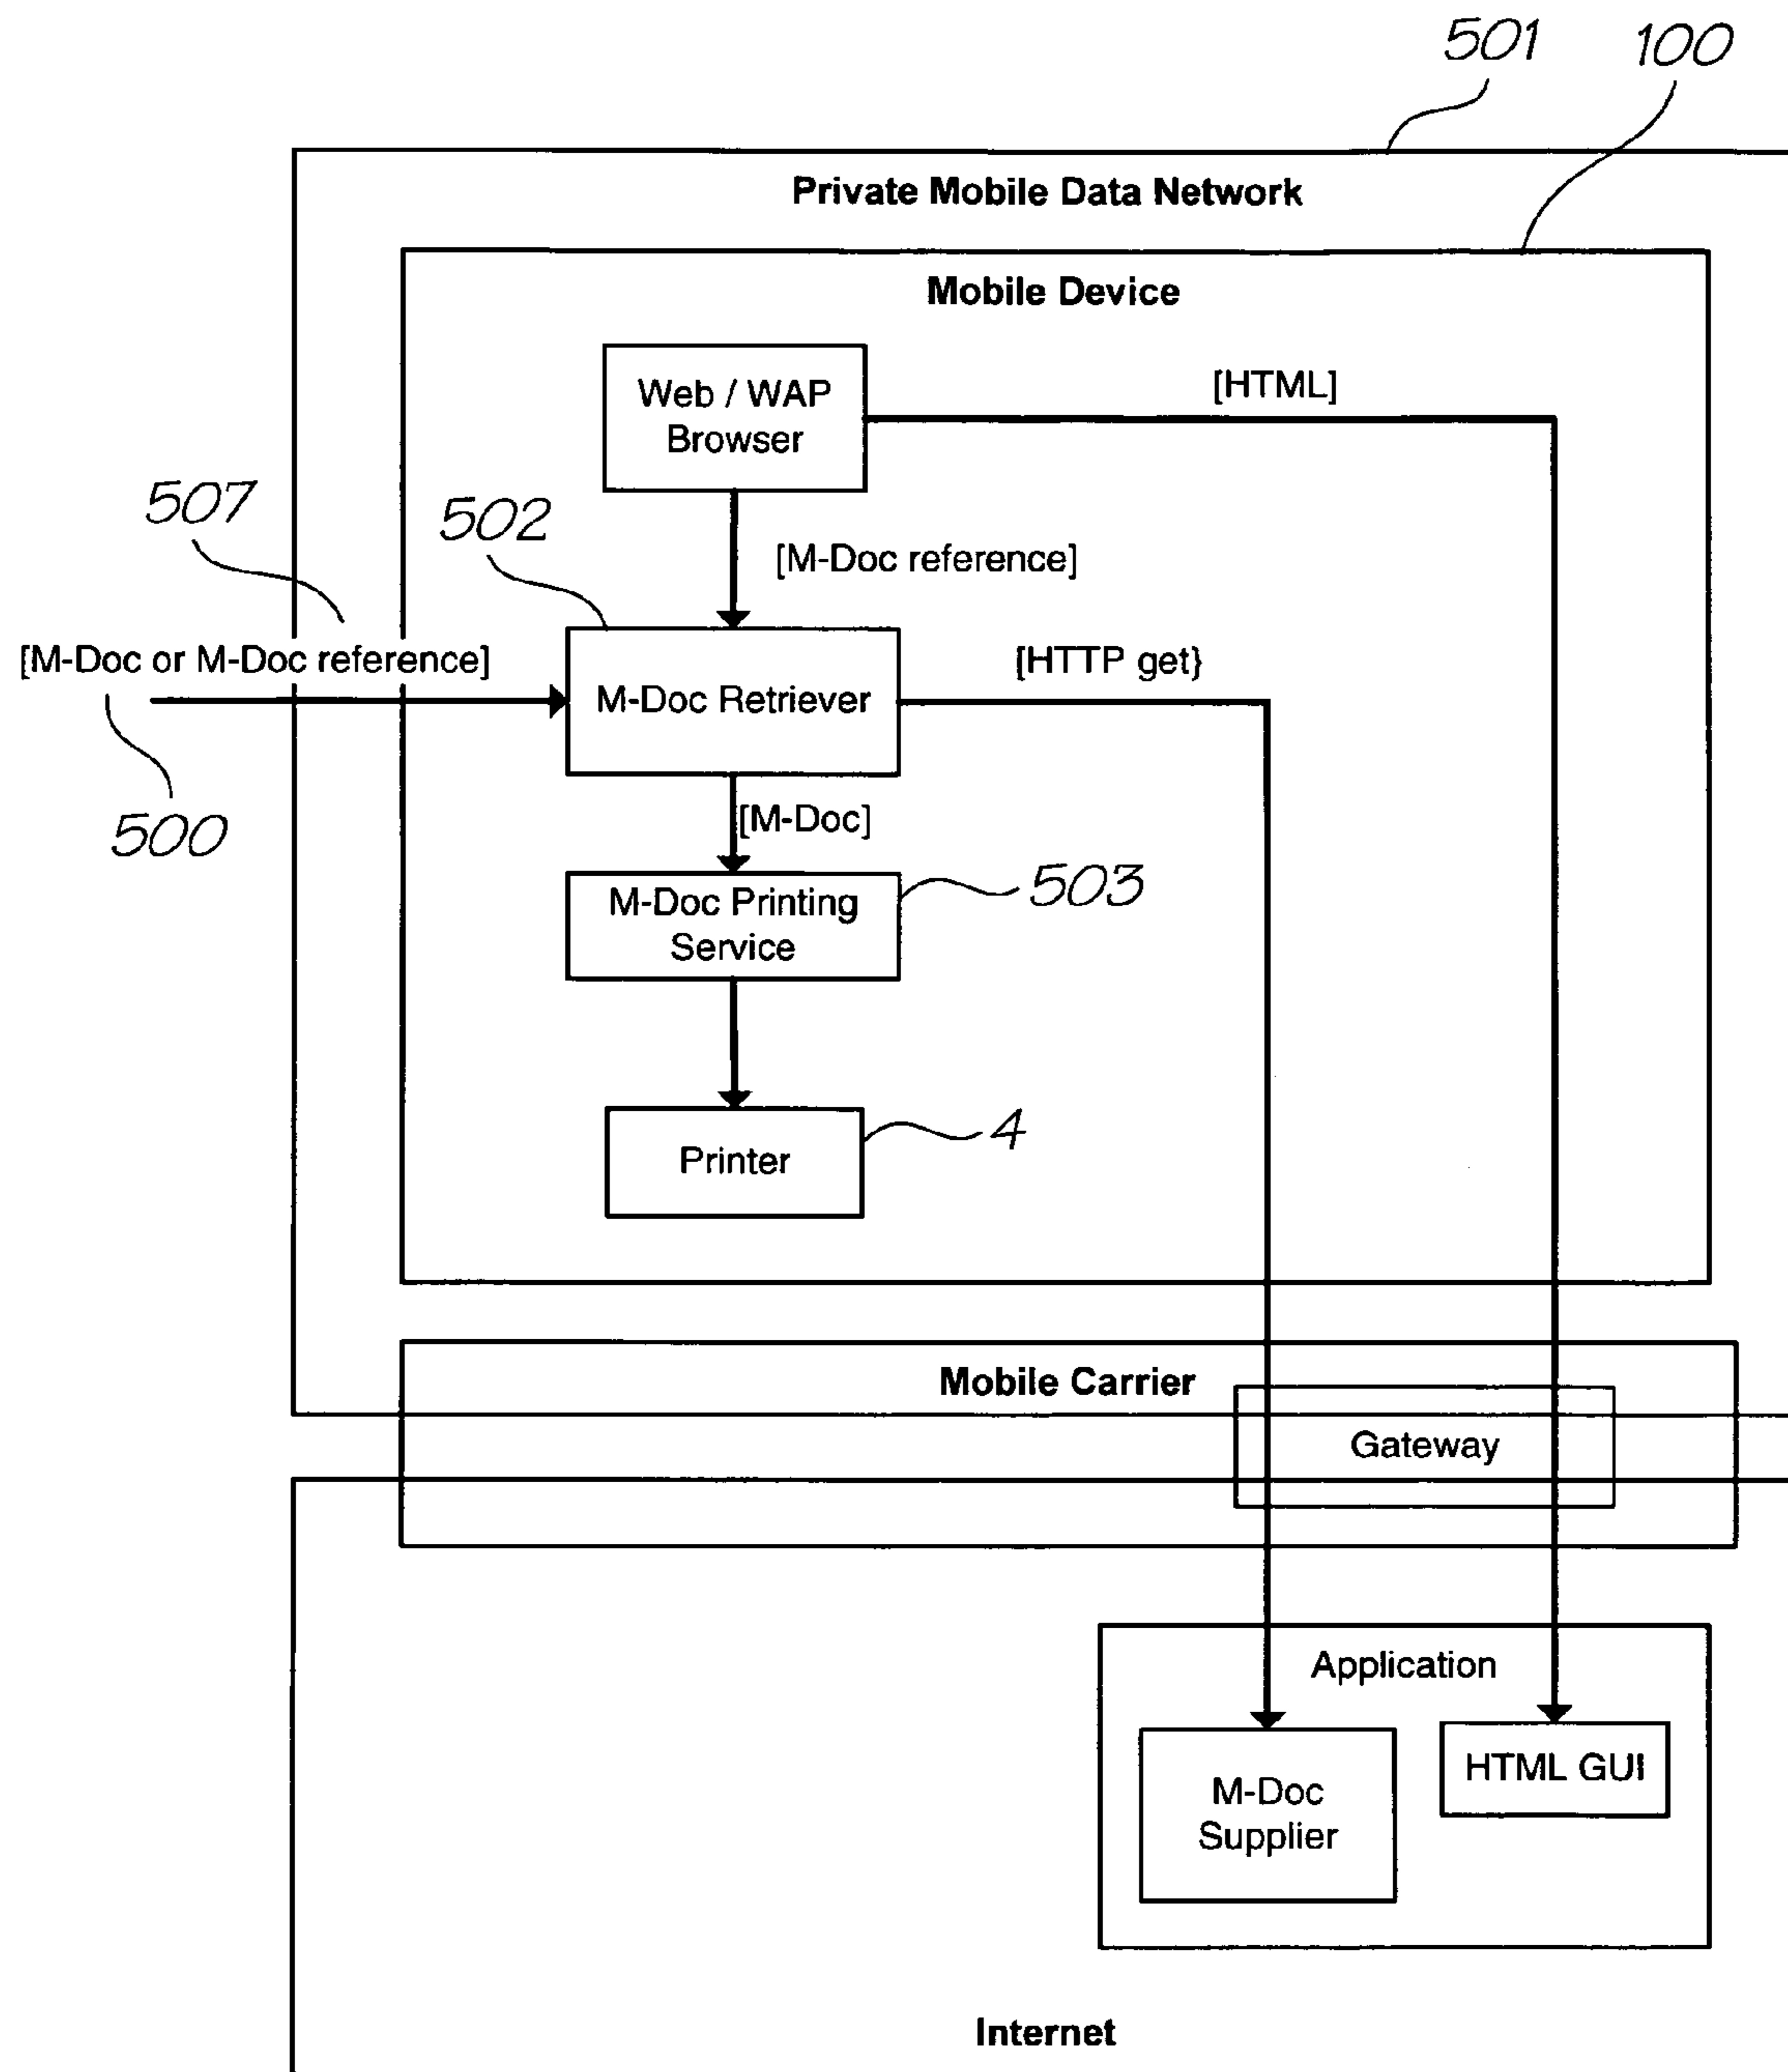 501
100
Private Mobile Data Network
Mobile Device
Web / WAP
Browser
[HTML]
507
502
[M-Doc reference]
[M-Doc or M-Doc reference]
M-Doc Retriever
[HTTP get}
500
[M-Doc]
M-Doc Printing
Service
503
Printer
4
Mobile Carrier
Gateway
Application
M-Doc
Supplier
HTML GUI
Internet